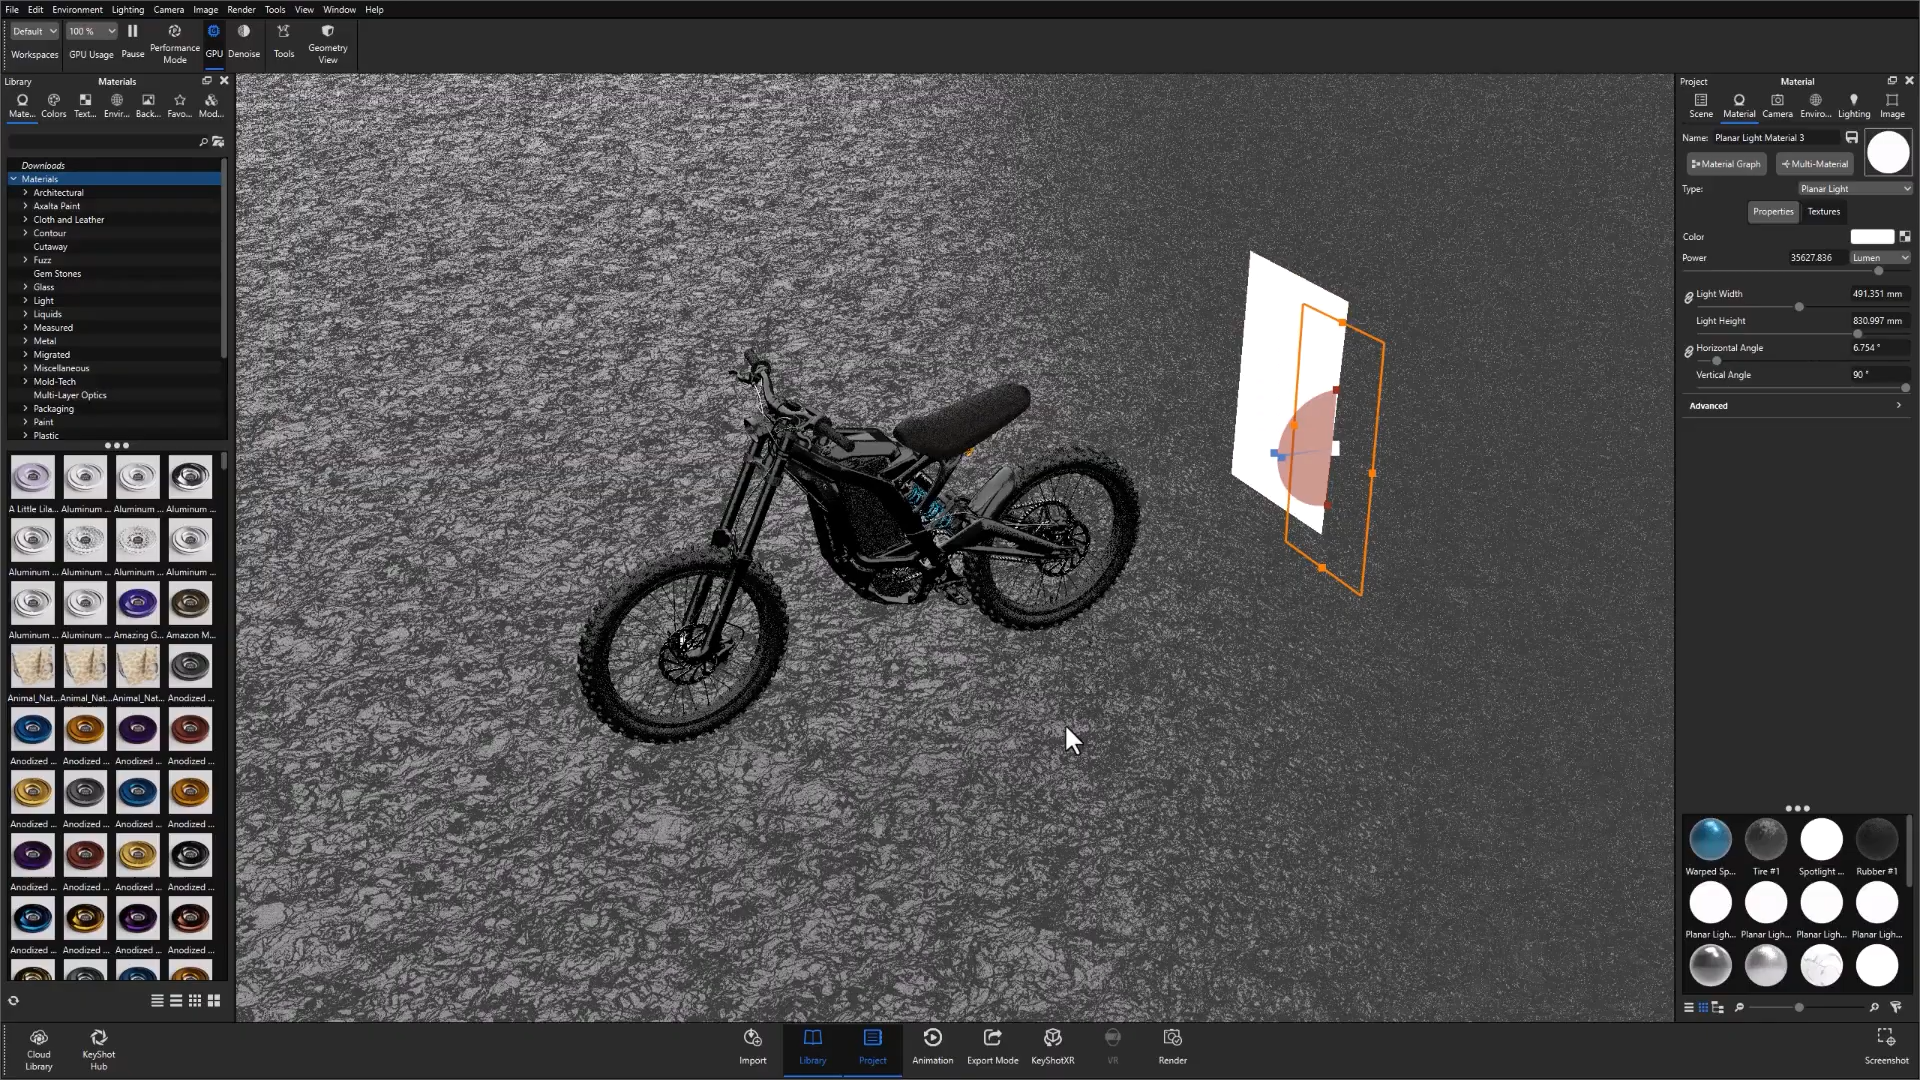 File Edit Environment Lighting Camera Image Render Tools View Window Help
Default 100 %
Workspaces GPU Usage Pause Performance Mode GPU Denoise Tools Geometry View
Library Materials
Mate... Colors Text... Envir... Back... Favo... Mod...
Downloads
Materials
Architectural
Axalta Paint
Cloth and Leather
Contour
Cutaway
Fuzz
Gem Stones
Glass
Light
Liquids
Measured
Metal
Migrated
Miscellaneous
Mold-Tech
Multi-Layer Optics
Packaging
Paint
Plastic
A Little Lila... Aluminum ... Aluminum ... Aluminum ...
Aluminum ... Aluminum ... Aluminum ... Aluminum ...
Aluminum ... Aluminum ... Amazing G... Amazon M...
Animal_Nat... Animal_Nat... Animal_Nat... Anodized ...
Anodized ... Anodized ... Anodized ... Anodized ...
Anodized ... Anodized ... Anodized ... Anodized ...
Anodized ... Anodized ... Anodized ... Anodized ...
Anodized ... Anodized ... Anodized ... Anodized ...
Project Material
Scene Material Camera Enviro... Lighting Image
Name: Planar Light Material 3
Material Graph Multi-Material
Type: Planar Light
Properties Textures
Color
Power 35627.836 Lumen
Light Width 491.351 mm
Light Height 830.997 mm
Horizontal Angle 6.754 °
Vertical Angle 90 °
Advanced
Warped Sp... Tire #1 Spotlight ... Rubber #1
Planar Ligh... Planar Ligh... Planar Ligh... Planar Ligh...
Cloud Library KeyShot Hub Import Library Project Animation Export Mode KeyShotXR VR Render Screenshot